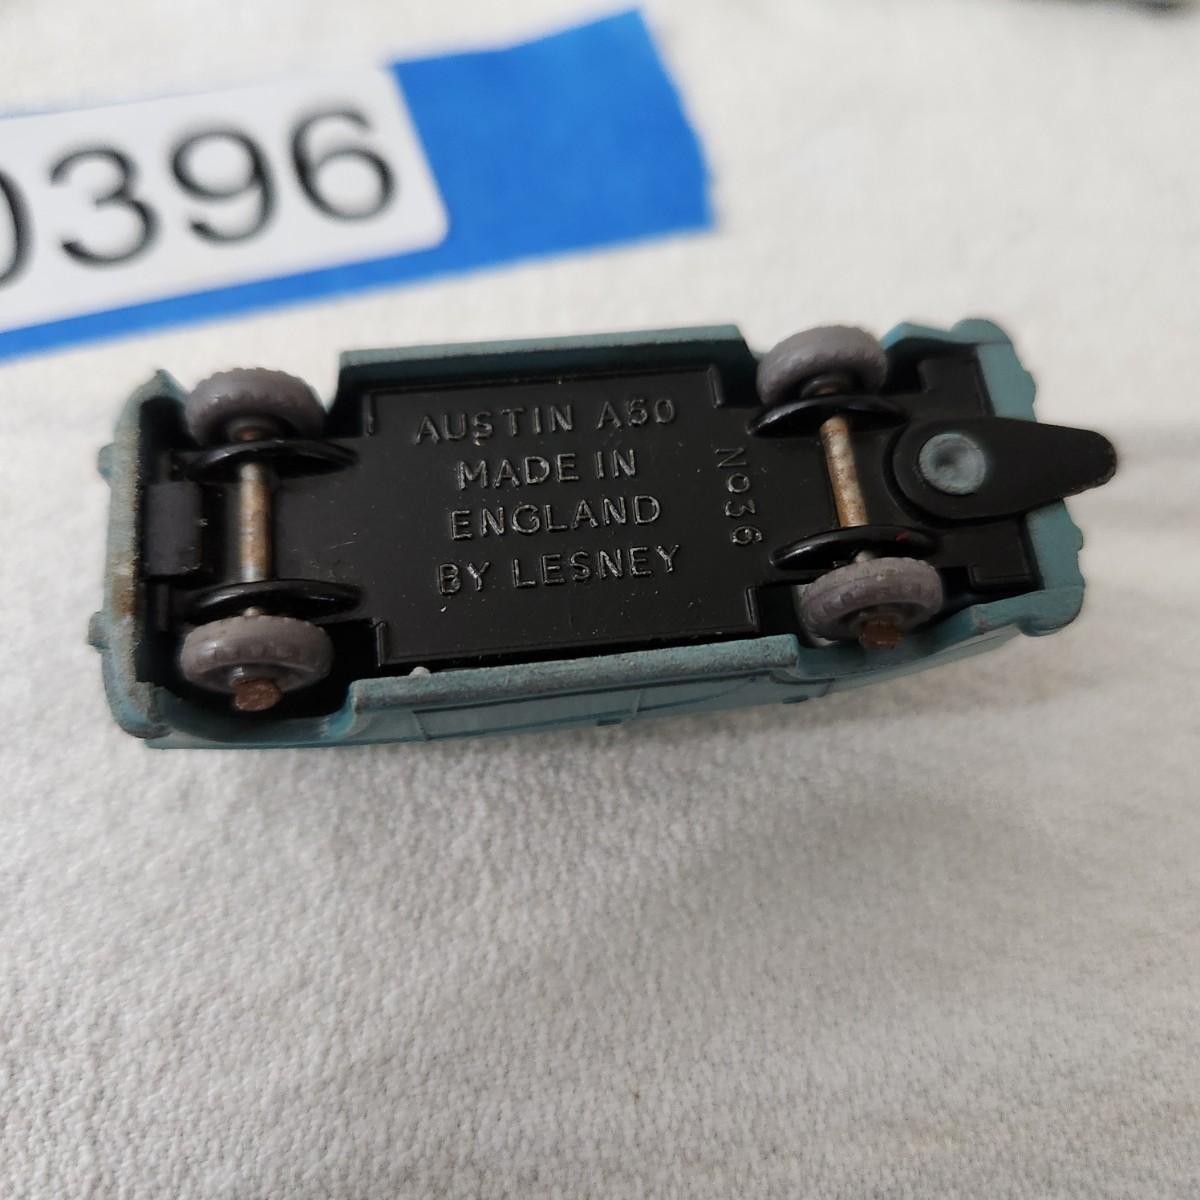 0396
AUSTIN A50
MADE IN
ENGLAND
BY LESNEY
No36